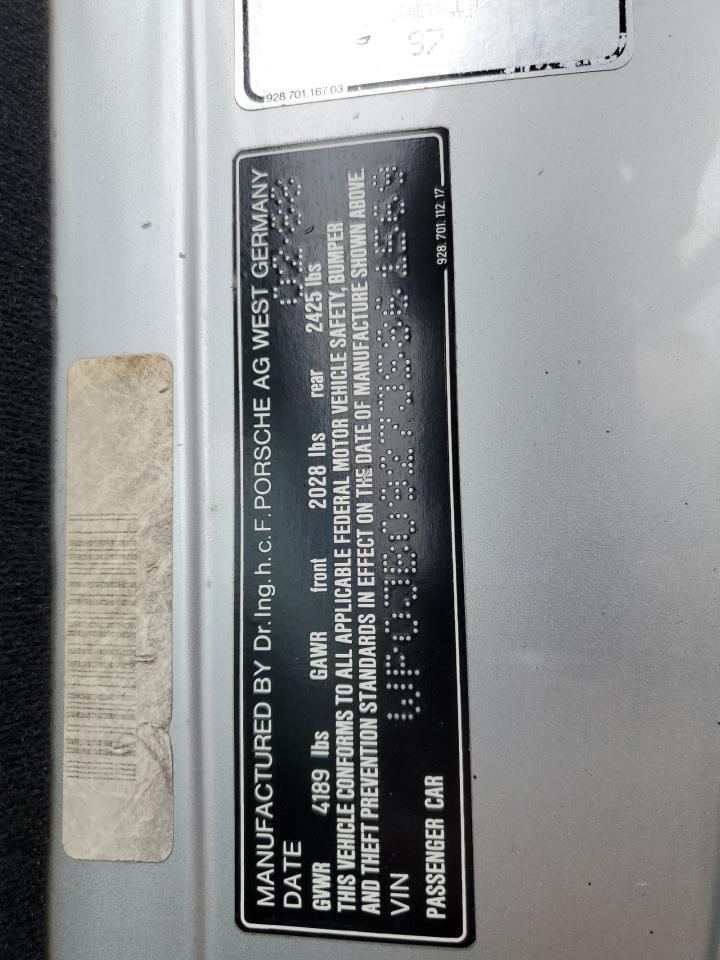 928.701.167.03
MANUFACTURED BY Dr.Ing.h.c.F.PORSCHE AG WEST GERMANY
DATE
GVWR 4189 lbs GAWR front 2028 lbs rear 2425 lbs
THIS VEHICLE CONFORMS TO ALL APPLICABLE FEDERAL MOTOR VEHICLE SAFETY, BUMPER
AND THEFT PREVENTION STANDARDS IN EFFECT ON THE DATE OF MANUFACTURE SHOWN ABOVE.
VIN
PASSENGER CAR
928.701.112.17